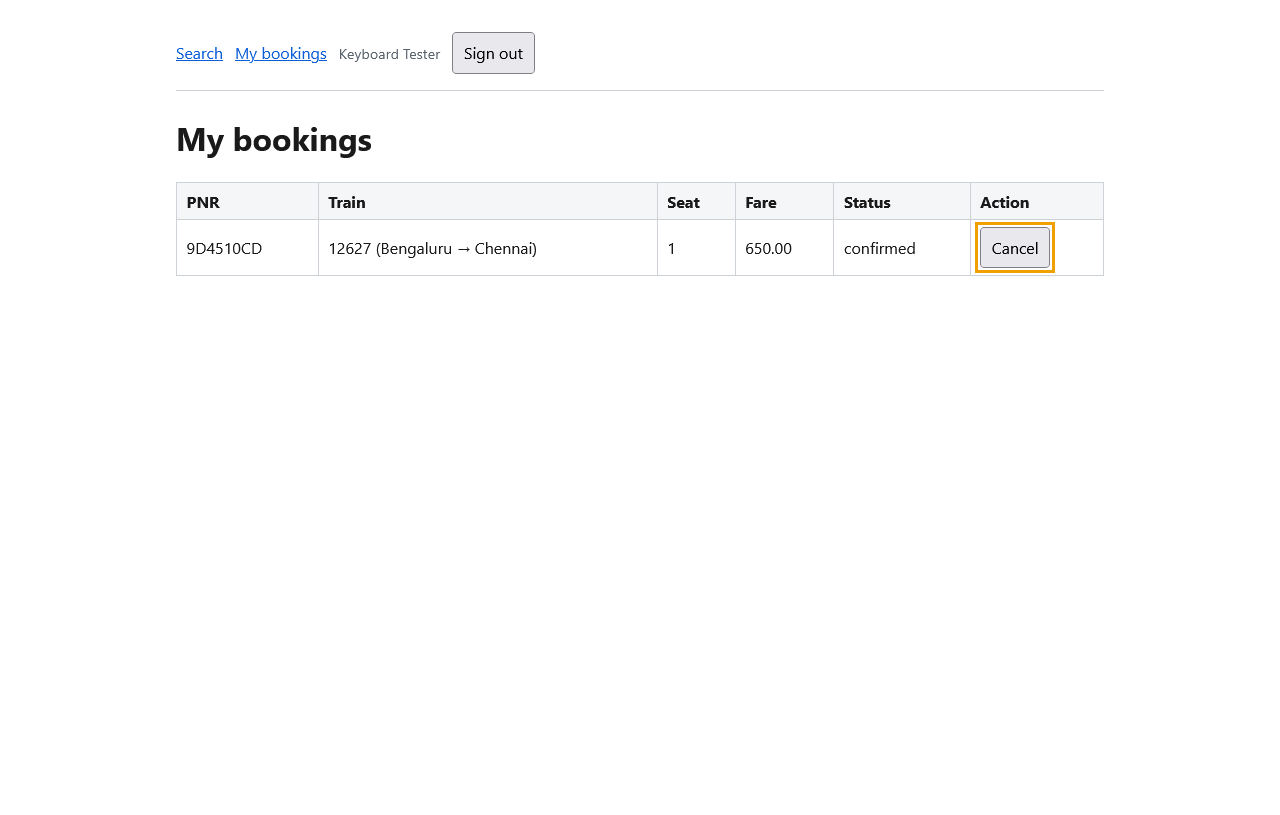 Search My bookings Keyboard Tester Sign out
My bookings
PNR Train Seat Fare Status Action
9D4510CD 12627 (Bengaluru → Chennai) 1 650.00 confirmed Cancel